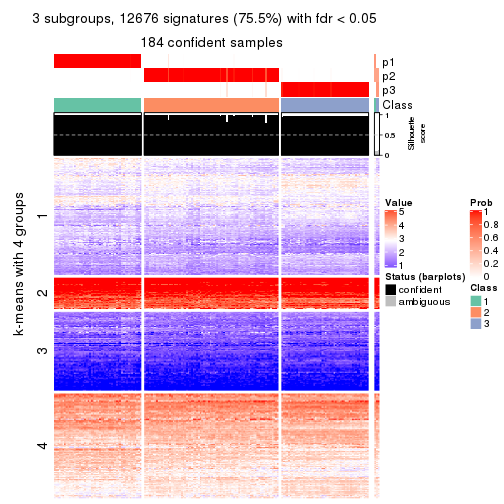 3 subgroups, 12676 signatures (75.5%) with fdr < 0.05
184 confident samples
p1
p2
p3
Class
1
0.5
0
Silhouette
score
k-means with 4 groups
1
2
3
4
Value
5
4
3
2
1
Status (barplots)
confident
ambiguous
Prob
1
0.8
0.6
0.4
0.2
0
Class
1
2
3